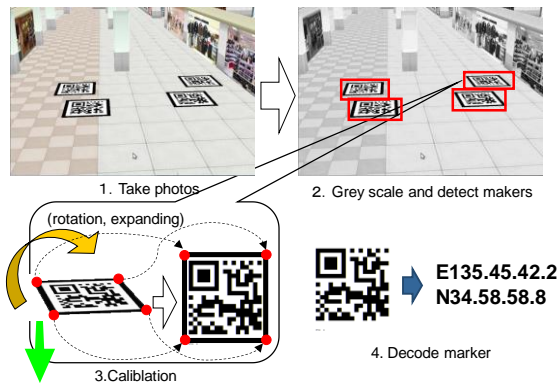 1. Take photos
2. Grey scale and detect makers
(rotation, expanding)
3.Caliblation
E135.45.42.2
N34.58.58.8
4. Decode marker